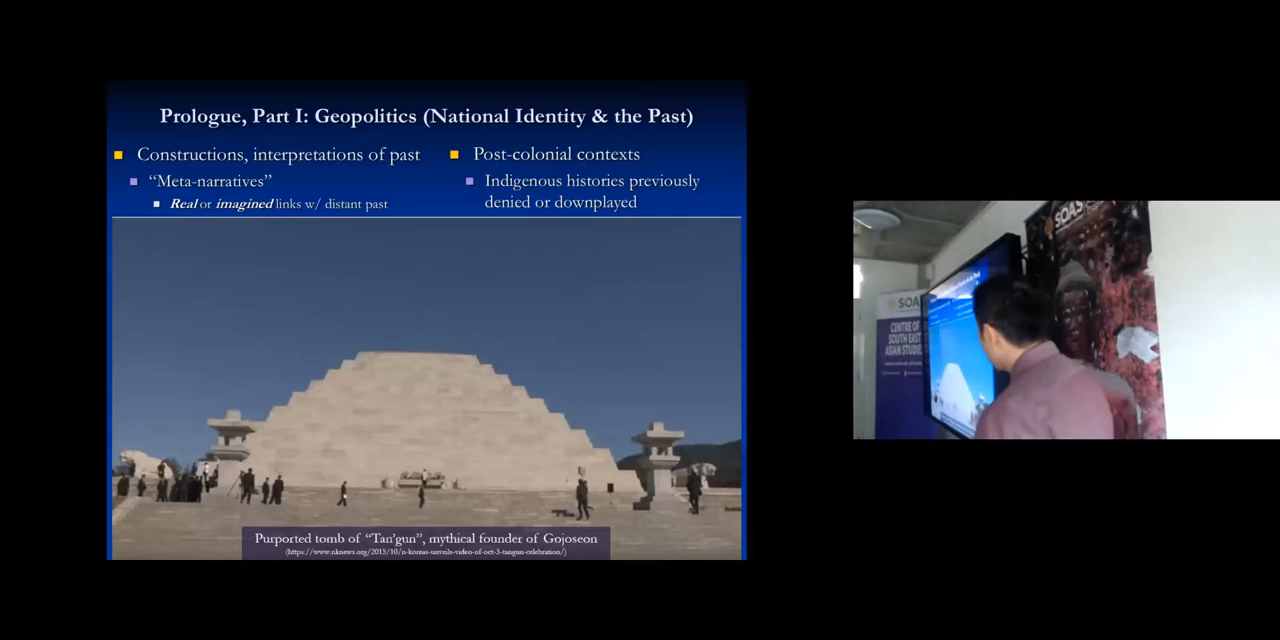 Prologue, Part I: Geopolitics (National Identity & the Past)
Constructions, interpretations of past
"Meta-narratives"
Real or imagined links w/ distant past
Post-colonial contexts
Indigenous histories previously
denied or downplayed
Purported tomb of "Tan'gun", mythical founder of Gojoseon
(https://www.nknews.org/2015/10/n-koreas-unveils-video-of-oct-3-tangun-celebration/)
SOAS
SOAS
CENTRE OF
SOUTH EAST
ASIAN STUDIES